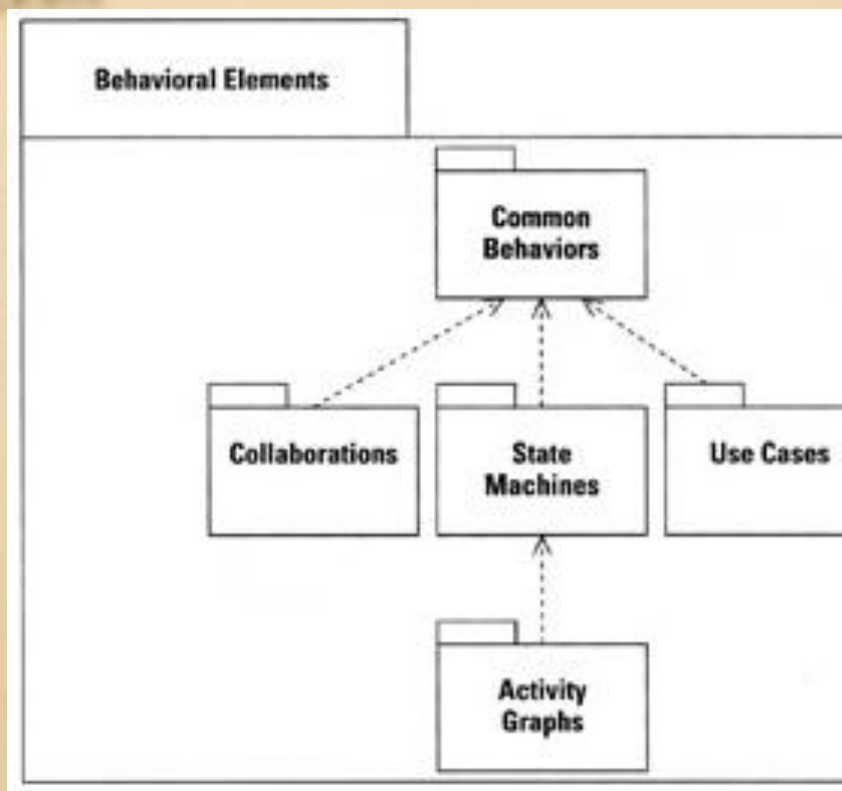 Behavioral Elements
Common
Behaviors
Collaborations
State
Machines
Use Cases
Activity
Graphs